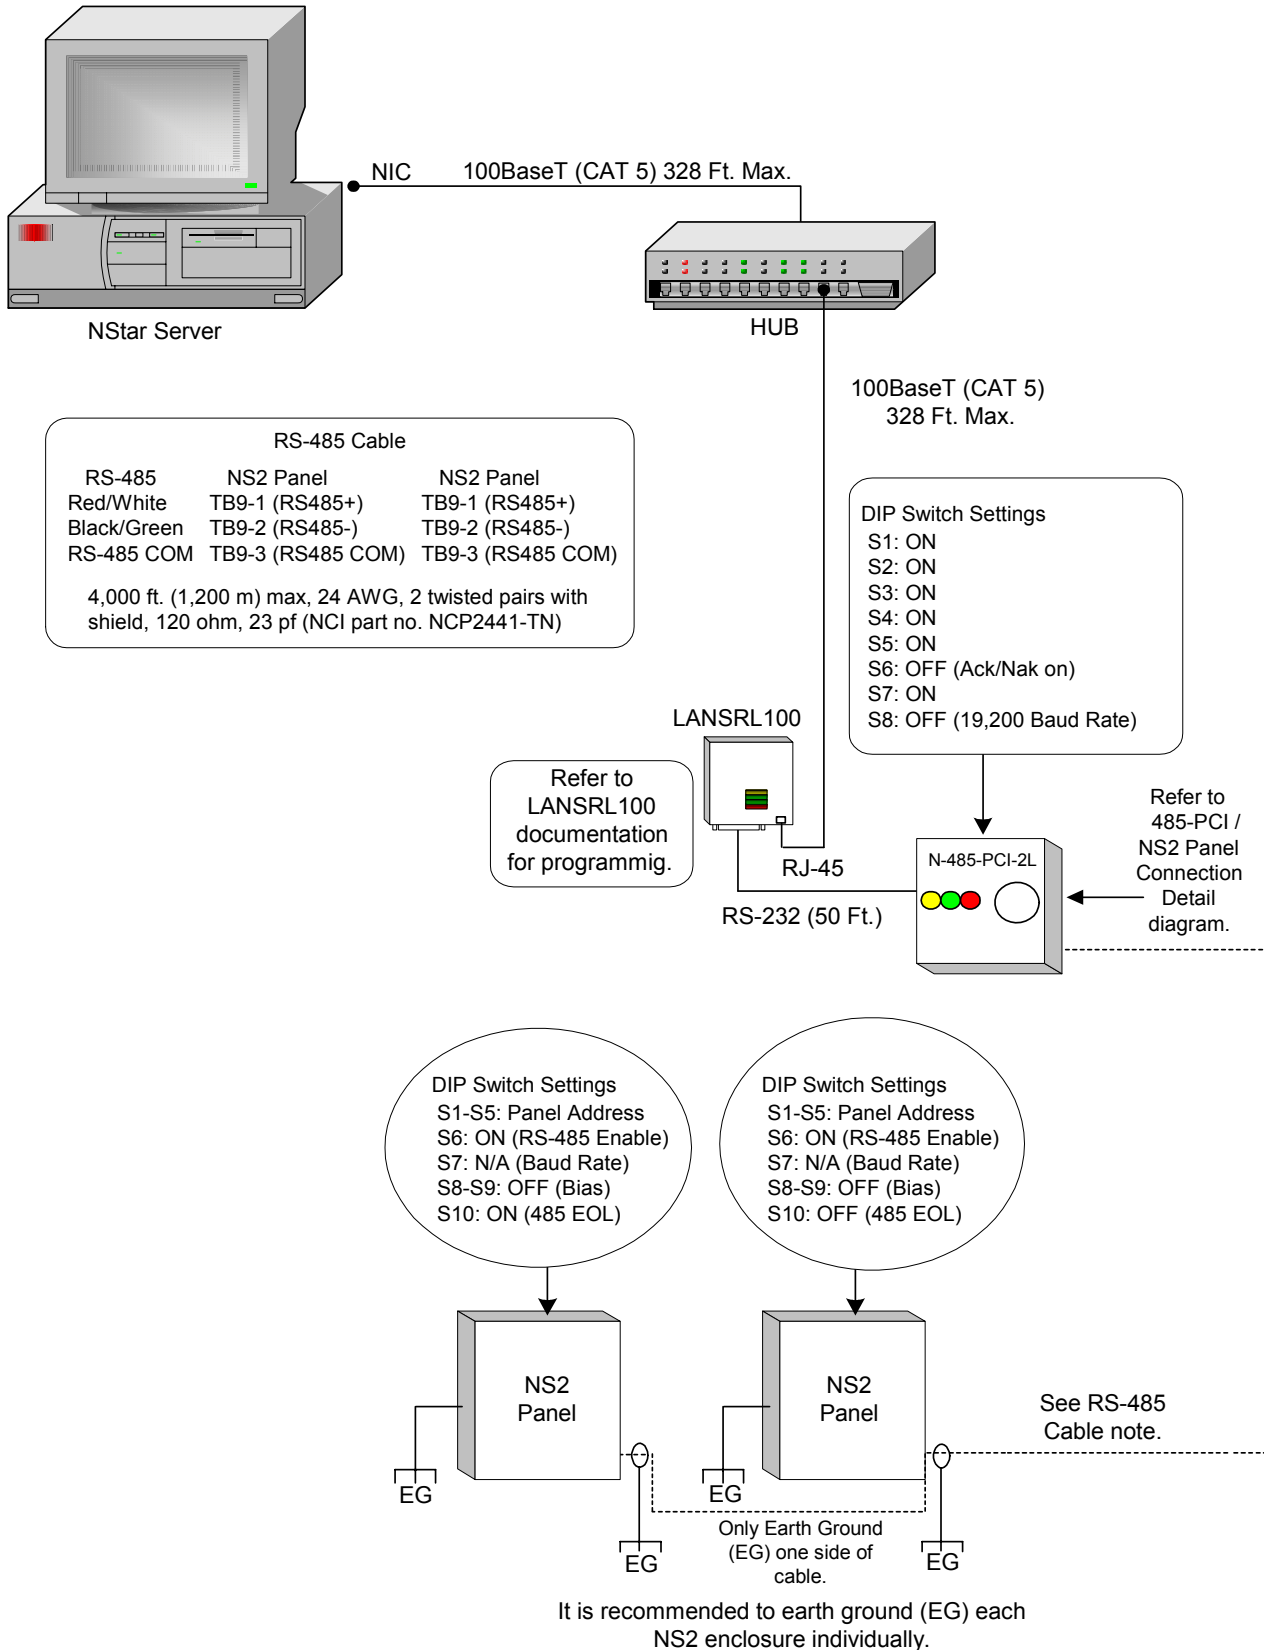 NIC
100BaseT (CAT 5) 328 Ft. Max.
NStar Server
HUB
100BaseT (CAT 5)
328 Ft. Max.
RS-485 Cable
RS-485 NS2 Panel NS2 Panel
Red/White TB9-1 (RS485+) TB9-1 (RS485+)
Black/Green TB9-2 (RS485-) TB9-2 (RS485-)
RS-485 COM TB9-3 (RS485 COM) TB9-3 (RS485 COM)
4,000 ft. (1,200 m) max, 24 AWG, 2 twisted pairs with
shield, 120 ohm, 23 pf (NCI part no. NCP2441-TN)
DIP Switch Settings
S1: ON
S2: ON
S3: ON
S4: ON
S5: ON
S6: OFF (Ack/Nak on)
S7: ON
S8: OFF (19,200 Baud Rate)
LANSRL100
Refer to
LANSRL100
documentation
for programmig.
RJ-45
RS-232 (50 Ft.)
N-485-PCI-2L
Refer to
485-PCI /
NS2 Panel
Connection
Detail
diagram.
DIP Switch Settings
S1-S5: Panel Address
S6: ON (RS-485 Enable)
S7: N/A (Baud Rate)
S8-S9: OFF (Bias)
S10: ON (485 EOL)
DIP Switch Settings
S1-S5: Panel Address
S6: ON (RS-485 Enable)
S7: N/A (Baud Rate)
S8-S9: OFF (Bias)
S10: OFF (485 EOL)
NS2
Panel
NS2
Panel
See RS-485
Cable note.
EG
EG
EG
EG
Only Earth Ground
(EG) one side of
cable.
It is recommended to earth ground (EG) each
NS2 enclosure individually.